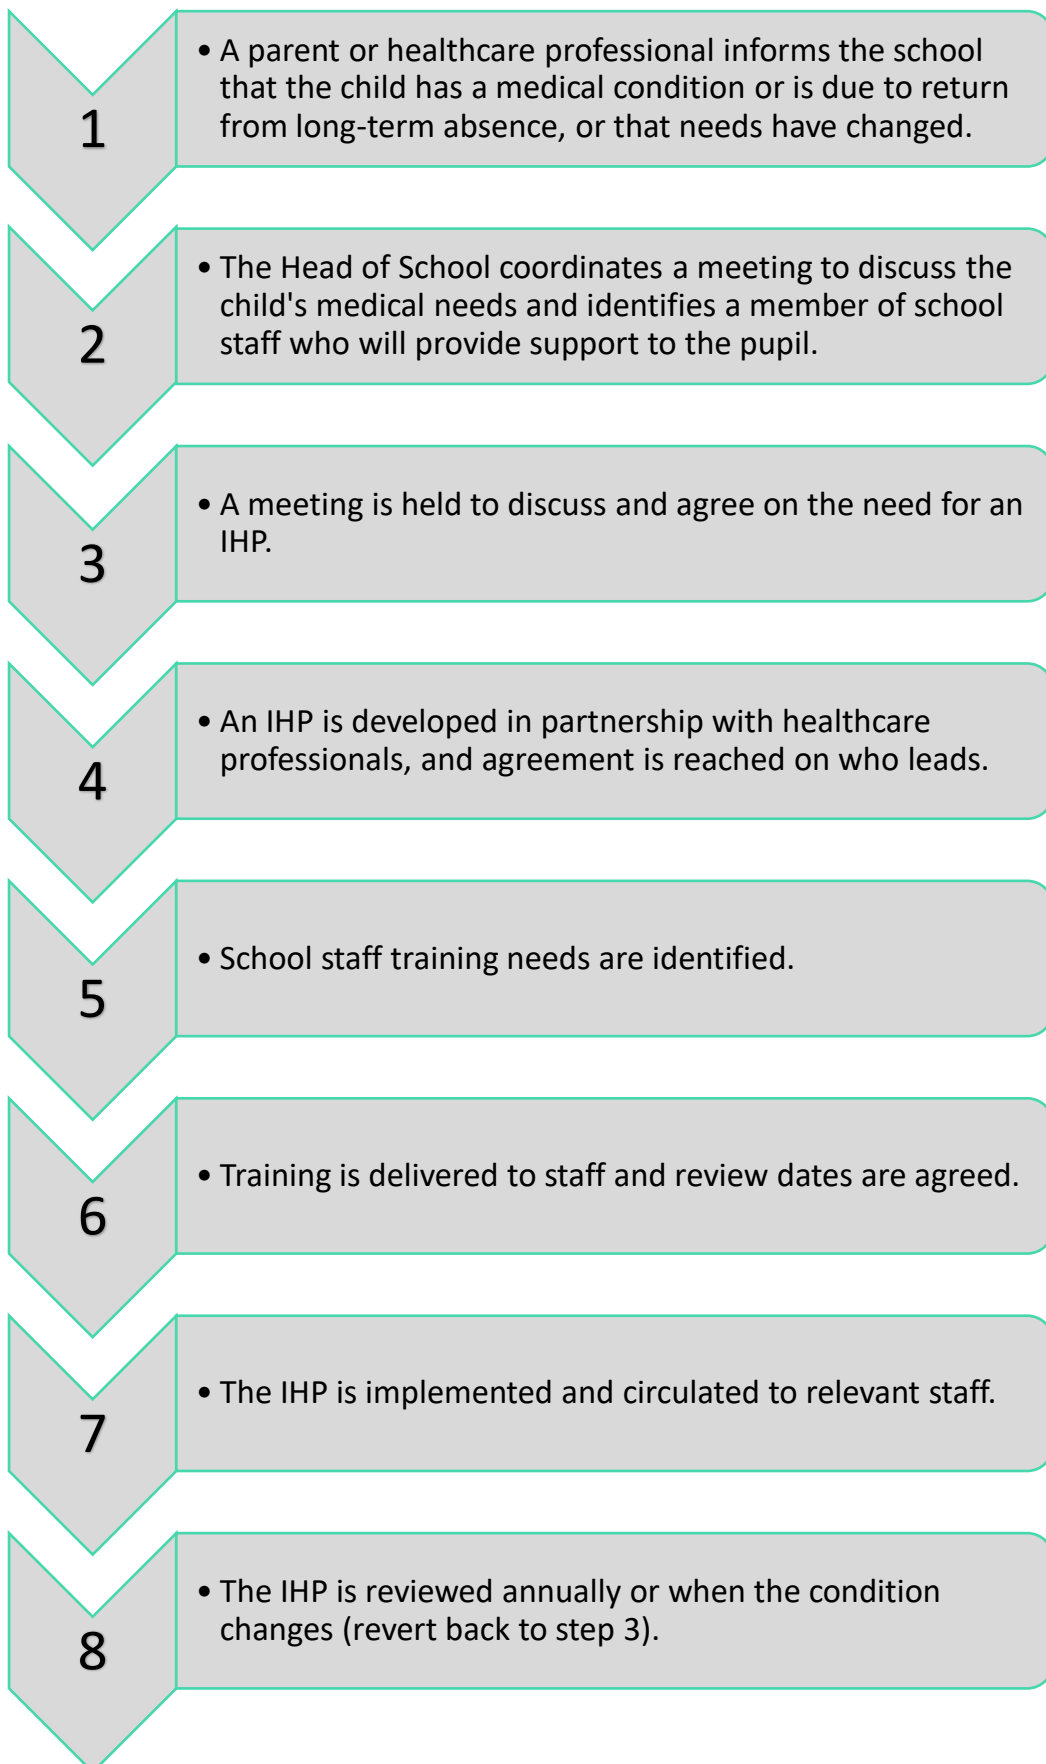 1
• A parent or healthcare professional informs the school
that the child has a medical condition or is due to return
from long-term absence, or that needs have changed.
2
• The Head of School coordinates a meeting to discuss the
child's medical needs and identifies a member of school
staff who will provide support to the pupil.
3
• A meeting is held to discuss and agree on the need for an
IHP.
4
• An IHP is developed in partnership with healthcare
professionals, and agreement is reached on who leads.
5
• School staff training needs are identified.
6
• Training is delivered to staff and review dates are agreed.
7
• The IHP is implemented and circulated to relevant staff.
8
• The IHP is reviewed annually or when the condition
changes (revert back to step 3).